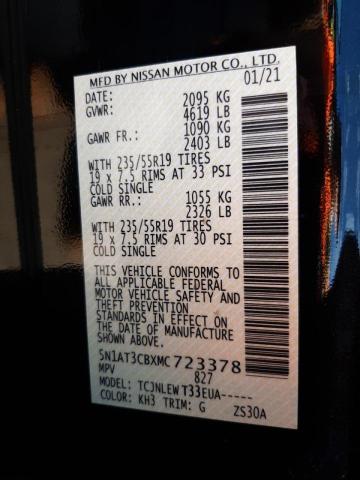 MFD BY NISSAN MOTOR CO., LTD.
DATE: 01/21
GVWR: 2095 KG
4619 LB
GAWR FR.: 1090 KG
2403 LB
WITH 235/55R19 TIRES
19 x 7.5 RIMS AT 33 PSI
COLD SINGLE
GAWR RR.: 1055 KG
2326 LB
WITH 235/55R19 TIRES
19 x 7.5 RIMS AT 30 PSI
COLD SINGLE
THIS VEHICLE CONFORMS TO
ALL APPLICABLE FEDERAL
MOTOR VEHICLE SAFETY AND
THEFT PREVENTION
STANDARDS IN EFFECT ON
THE DATE OF MANUFACTURE
SHOWN ABOVE.
5N1AT3CBXMC723378
MPV 827
MODEL: TCJNLEWT33EUA-----
COLOR: KH3 TRIM: G ZS30A